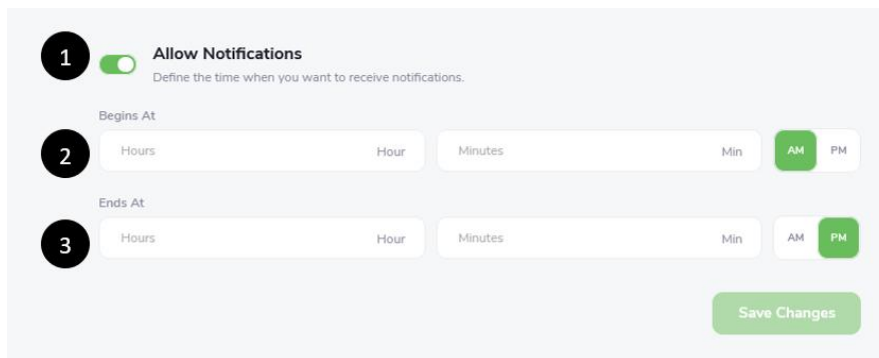 1 Allow Notifications
Define the time when you want to receive notifications.
Begins At
2 Hours Hour Minutes Min AM PM
Ends At
3 Hours Hour Minutes Min AM PM
Save Changes